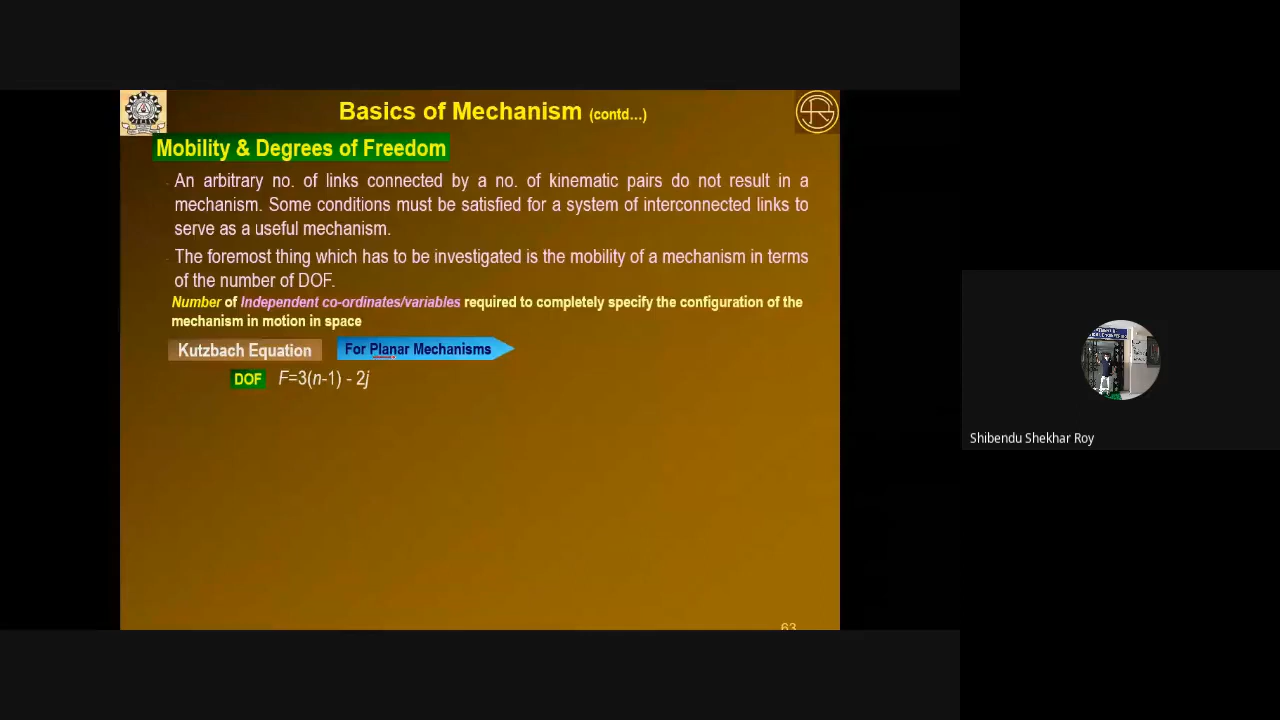 Basics of Mechanism (contd...)
Mobility & Degrees of Freedom
An arbitrary no. of links connected by a no. of kinematic pairs do not result in a
mechanism. Some conditions must be satisfied for a system of interconnected links to
serve as a useful mechanism.
The foremost thing which has to be investigated is the mobility of a mechanism in terms
of the number of DOF.
Number of Independent co-ordinates/variables required to completely specify the configuration of the
mechanism in motion in space
Kutzbach Equation For Planar Mechanisms
DOF F=3(n-1) - 2j
63
Shibendu Shekhar Roy